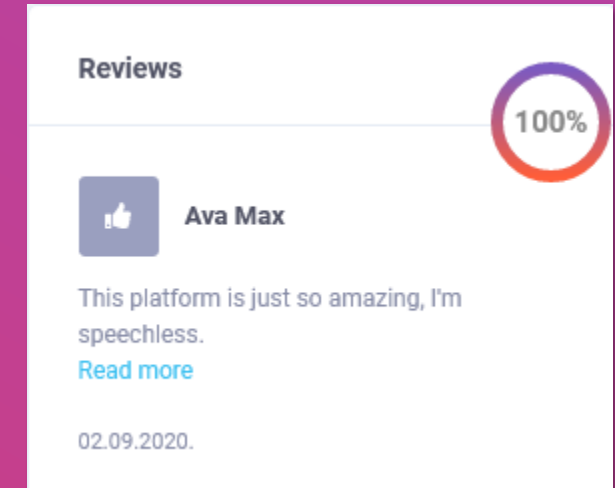 Reviews
100%
Ava Max
This platform is just so amazing, I'm
speechless.
Read more
02.09.2020.